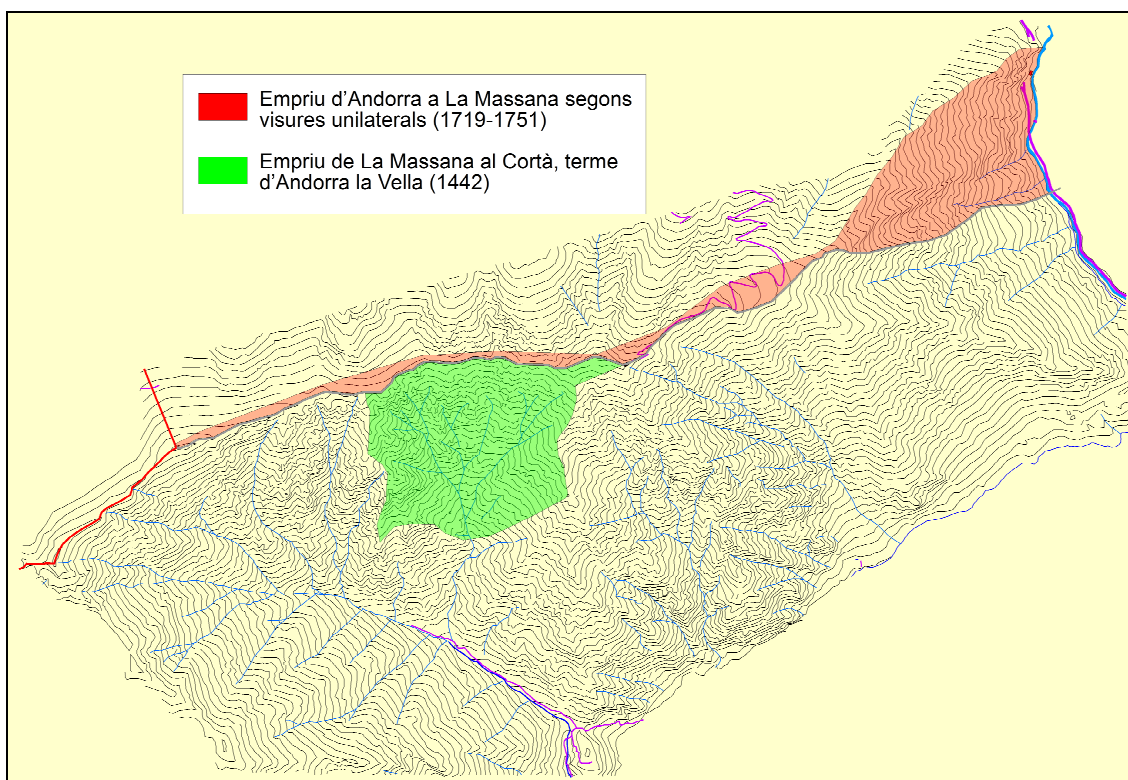 Empriu d'Andorra a La Massana segons
visures unilaterals (1719-1751)
Empriu de La Massana al Cortà, terme
d'Andorra la Vella (1442)